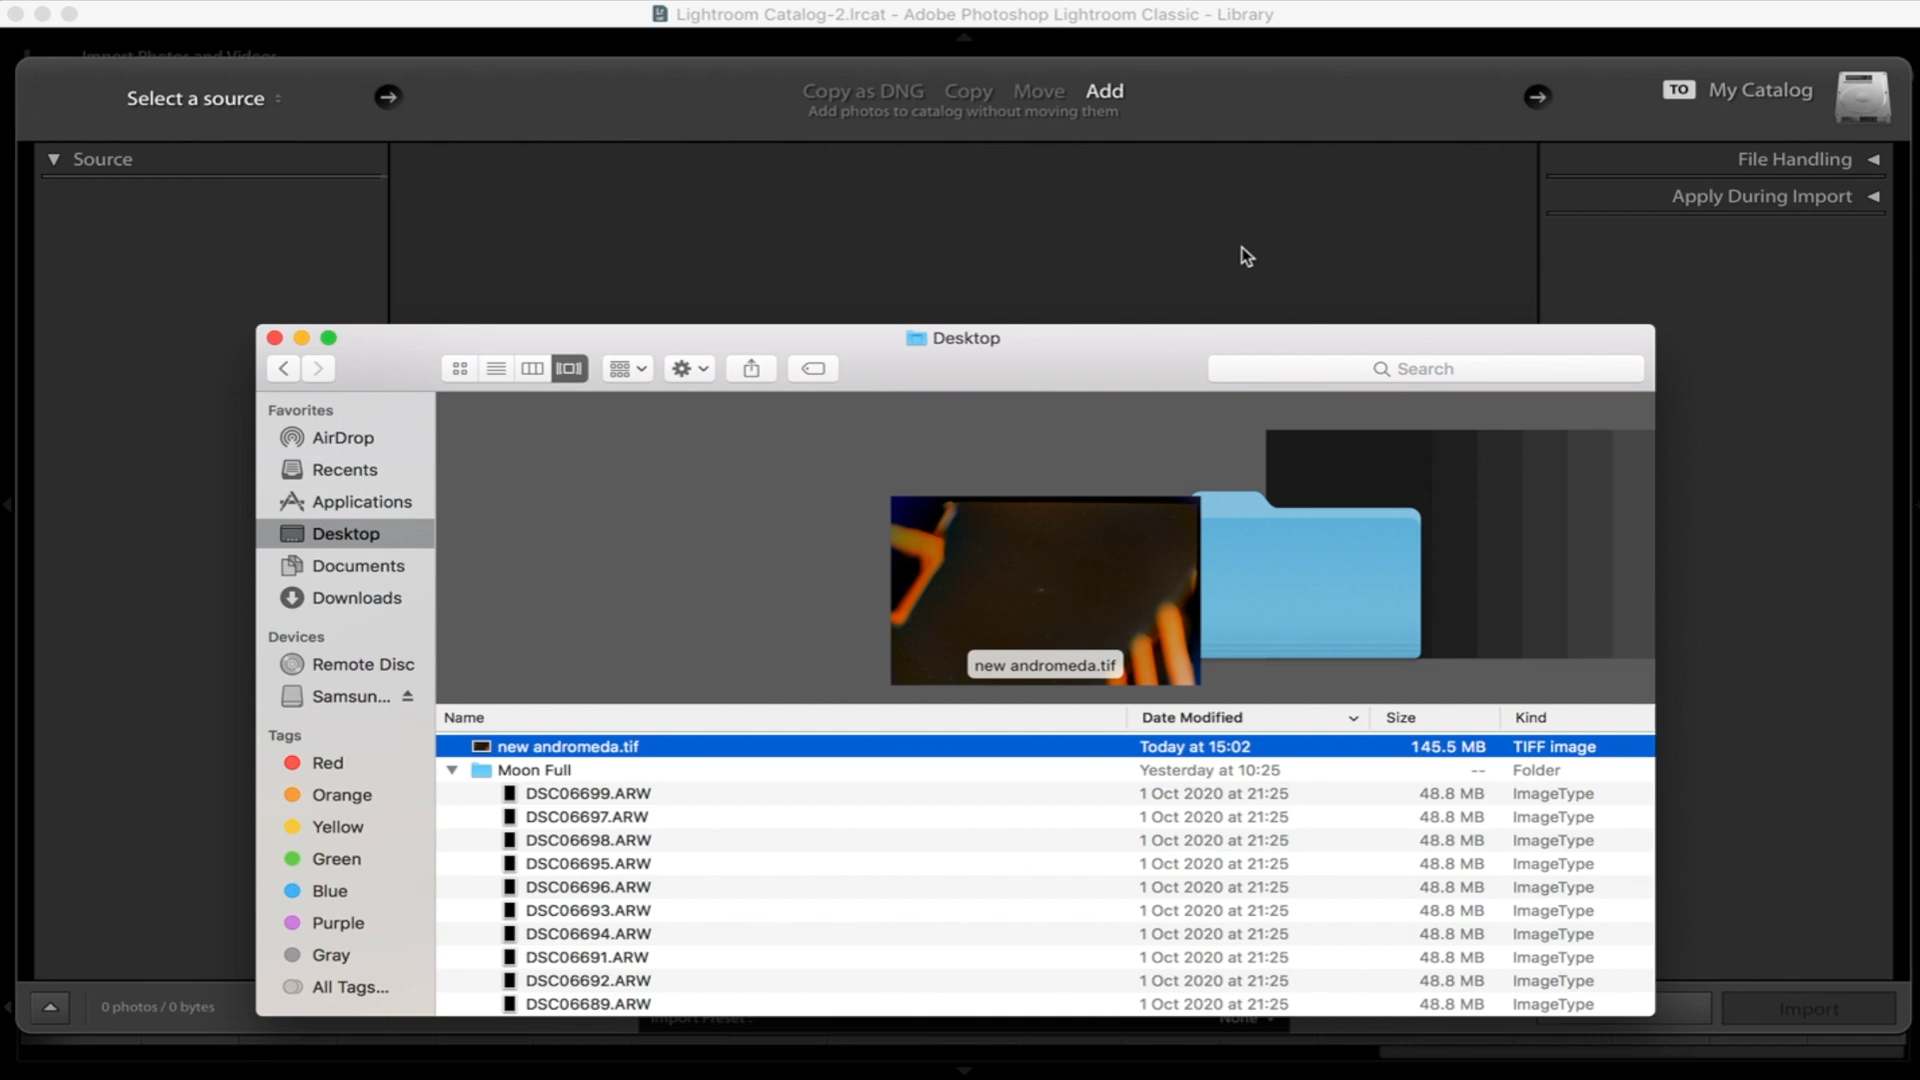 Lightroom Catalog-2.lrcat - Adobe Photoshop Lightroom Classic - Library
Import Photos and Videos
Select a source
Copy as DNG Copy Move Add
Add photos to catalog without moving them
TO My Catalog
Source
File Handling
Apply During Import
Desktop
Search
Favorites
AirDrop
Recents
Applications
Desktop
Documents
Downloads
Devices
Remote Disc
Samsun...
Tags
Red
Orange
Yellow
Green
Blue
Purple
Gray
All Tags...
new andromeda.tif
Name Date Modified Size Kind
new andromeda.tif Today at 15:02 145.5 MB TIFF image
Moon Full Yesterday at 10:25 -- Folder
DSC06699.ARW 1 Oct 2020 at 21:25 48.8 MB ImageType
DSC06697.ARW 1 Oct 2020 at 21:25 48.8 MB ImageType
DSC06698.ARW 1 Oct 2020 at 21:25 48.8 MB ImageType
DSC06695.ARW 1 Oct 2020 at 21:25 48.8 MB ImageType
DSC06696.ARW 1 Oct 2020 at 21:25 48.8 MB ImageType
DSC06693.ARW 1 Oct 2020 at 21:25 48.8 MB ImageType
DSC06694.ARW 1 Oct 2020 at 21:25 48.8 MB ImageType
DSC06691.ARW 1 Oct 2020 at 21:25 48.8 MB ImageType
DSC06692.ARW 1 Oct 2020 at 21:25 48.8 MB ImageType
DSC06689.ARW 1 Oct 2020 at 21:25 48.8 MB ImageType
0 photos / 0 bytes
Import Preset: None
Import